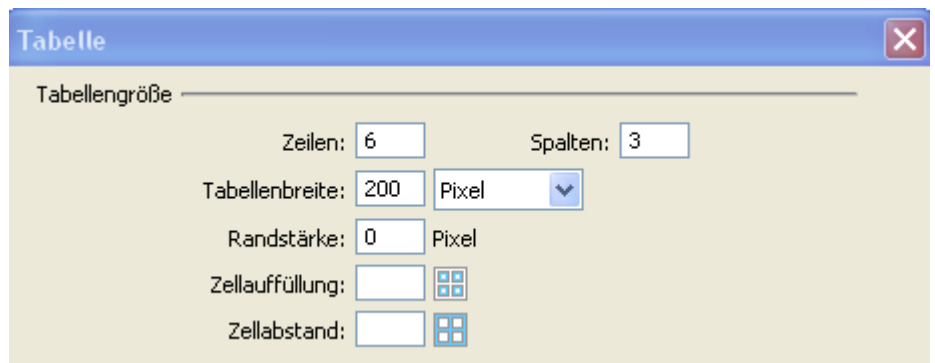 Tabelle
Tabellengröße
Zeilen: 6 Spalten: 3
Tabellenbreite: 200 Pixel
Randstärke: 0 Pixel
Zellauffüllung:
Zellabstand: